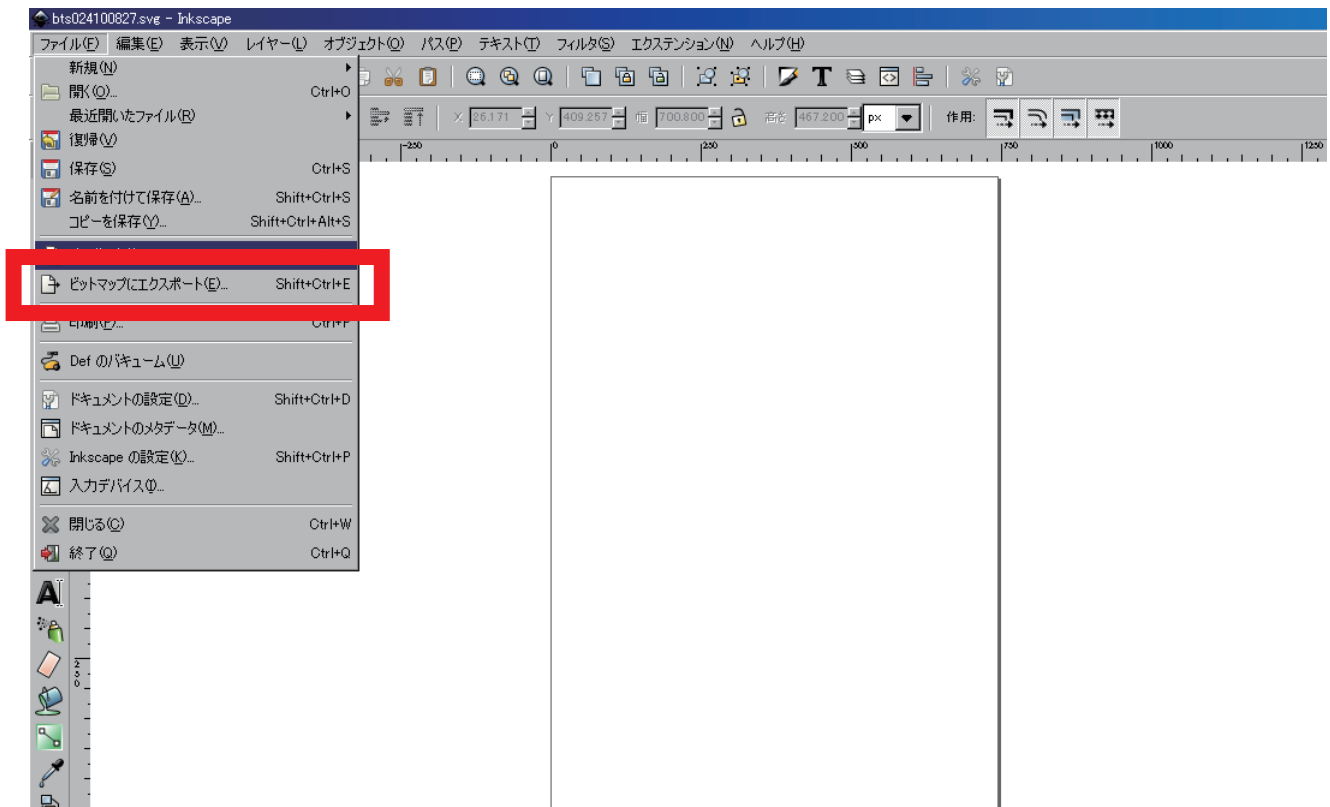 bts024100827.svg - Inkscape
ファイル(F) 編集(E) 表示(V) レイヤー(L) オブジェクト(O) パス(P) テキスト(T) フィルタ(S) エクステンション(N) ヘルプ(H)
新規(N)
開く(O)... Ctrl+O
最近開いたファイル(R)
X: 26.171 Y 409.257 幅 700.800 高さ 467.200 px 作用:
復帰(V)
-250 0 250 500 750 1000 1250
保存(S) Ctrl+S
名前を付けて保存(A)... Shift+Ctrl+S
コピーを保存(Y)... Shift+Ctrl+Alt+S
ビットマップにエクスポート(E)... Shift+Ctrl+E
印刷(P)... Ctrl+P
Def のバキューム(U)
ドキュメントの設定(D)... Shift+Ctrl+D
ドキュメントのメタデータ(M)...
Inkscape の設定(K)... Shift+Ctrl+P
入力デバイス(I)...
閉じる(C) Ctrl+W
終了(Q) Ctrl+Q
250